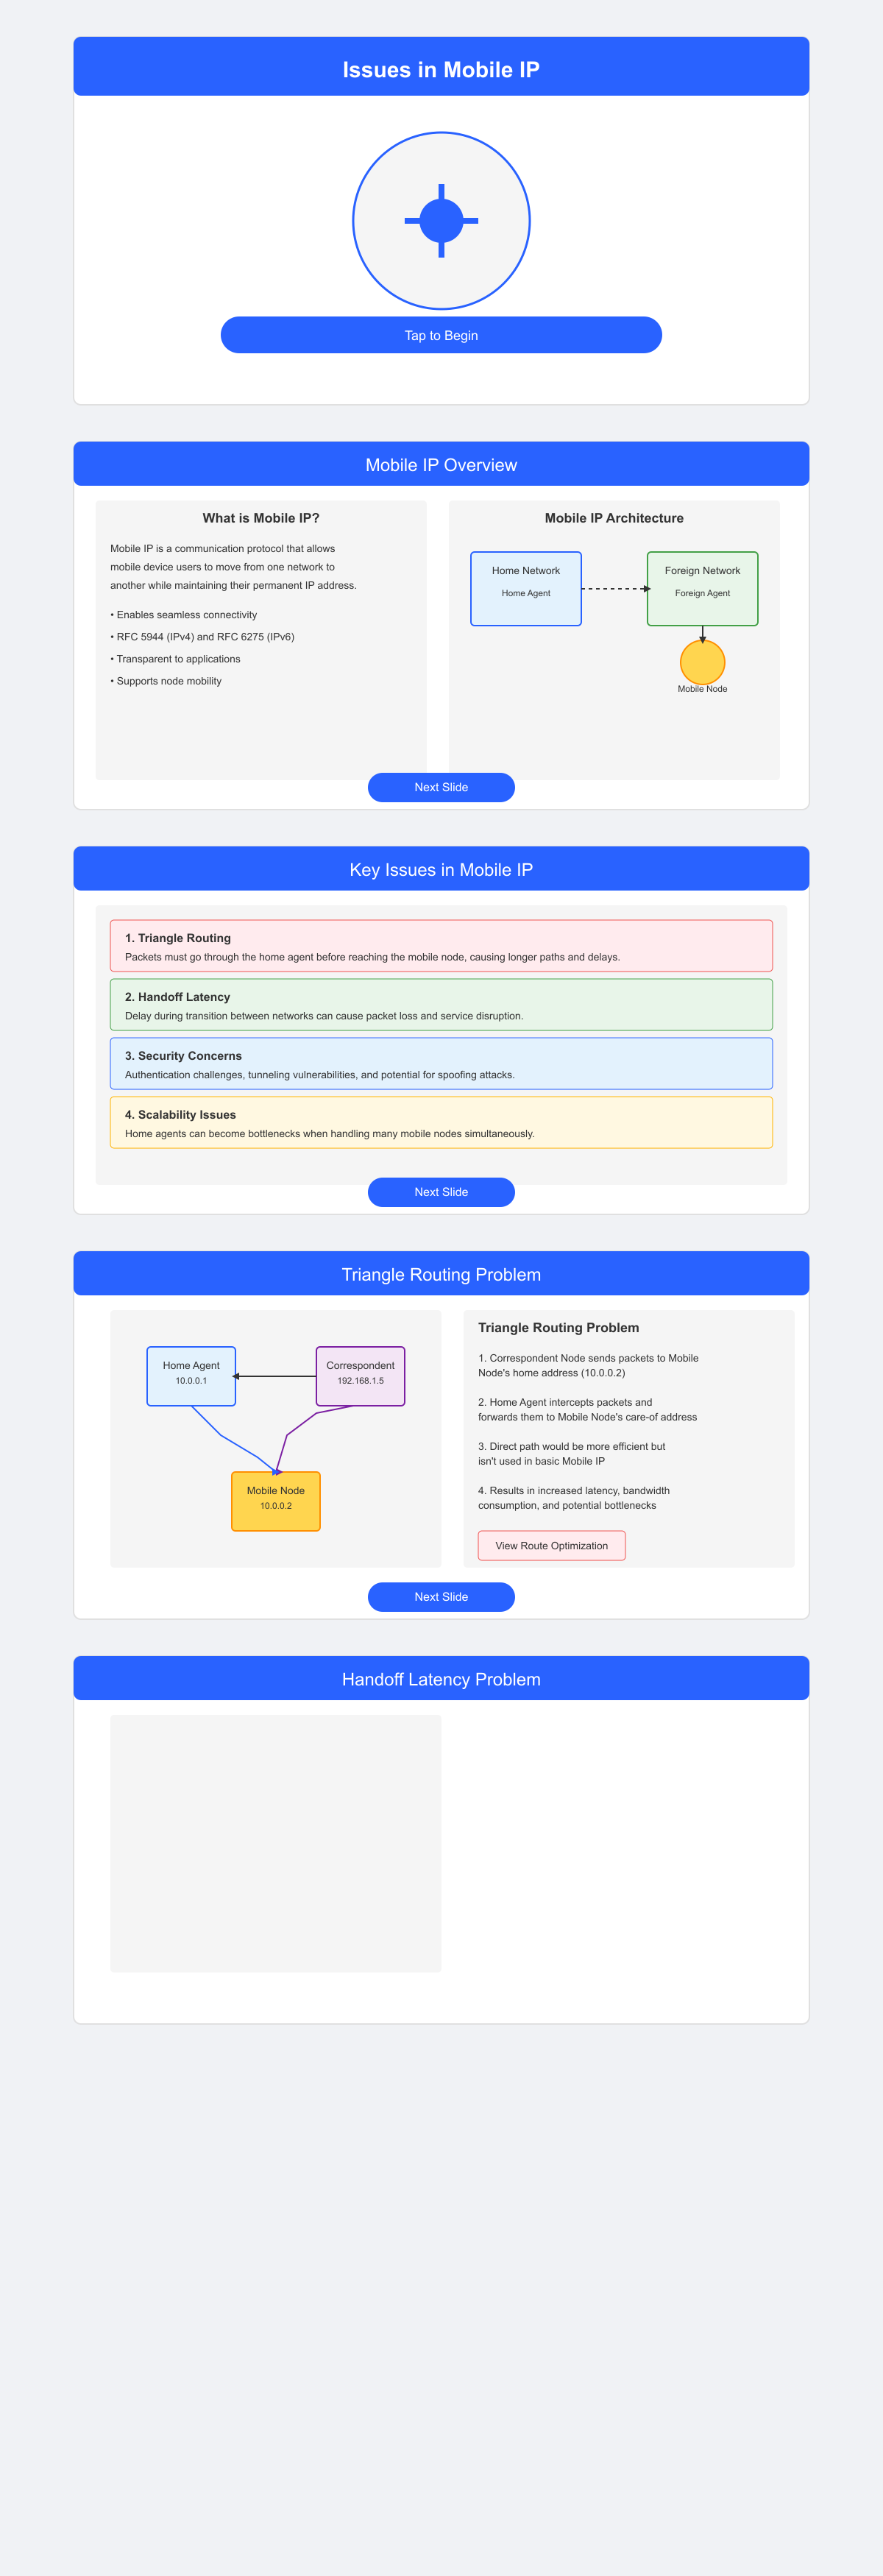 Issues in Mobile IP
Tap to Begin
Mobile IP Overview
What is Mobile IP?
Mobile IP is a communication protocol that allows
mobile device users to move from one network to
another while maintaining their permanent IP address.
• Enables seamless connectivity
• RFC 5944 (IPv4) and RFC 6275 (IPv6)
• Transparent to applications
• Supports node mobility
Mobile IP Architecture
Home Network
Home Agent
Foreign Network
Foreign Agent
Mobile Node
Next Slide
Key Issues in Mobile IP
1. Triangle Routing
Packets must go through the home agent before reaching the mobile node, causing longer paths and delays.
2. Handoff Latency
Delay during transition between networks can cause packet loss and service disruption.
3. Security Concerns
Authentication challenges, tunneling vulnerabilities, and potential for spoofing attacks.
4. Scalability Issues
Home agents can become bottlenecks when handling many mobile nodes simultaneously.
Next Slide
Triangle Routing Problem
Home Agent
10.0.0.1
Correspondent
192.168.1.5
Mobile Node
10.0.0.2
Triangle Routing Problem
1. Correspondent Node sends packets to Mobile
Node's home address (10.0.0.2)
2. Home Agent intercepts packets and
forwards them to Mobile Node's care-of address
3. Direct path would be more efficient but
isn't used in basic Mobile IP
4. Results in increased latency, bandwidth
consumption, and potential bottlenecks
View Route Optimization
Next Slide
Handoff Latency Problem